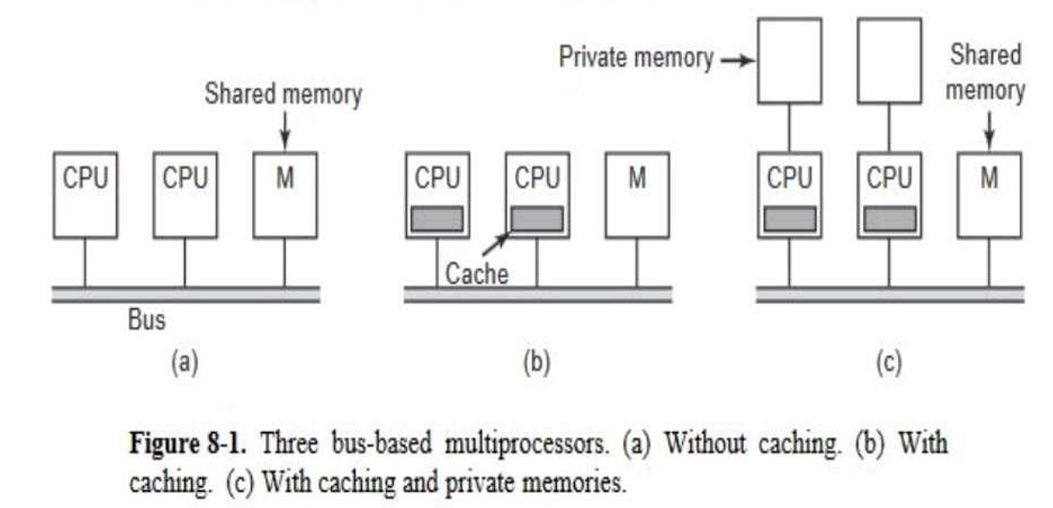 Shared memory
CPU
CPU
M
Bus
(a)
CPU
CPU
M
Cache
(b)
Private memory
Shared
memory
CPU
CPU
M
(c)
Figure 8-1. Three bus-based multiprocessors. (a) Without caching. (b) With
caching. (c) With caching and private memories.